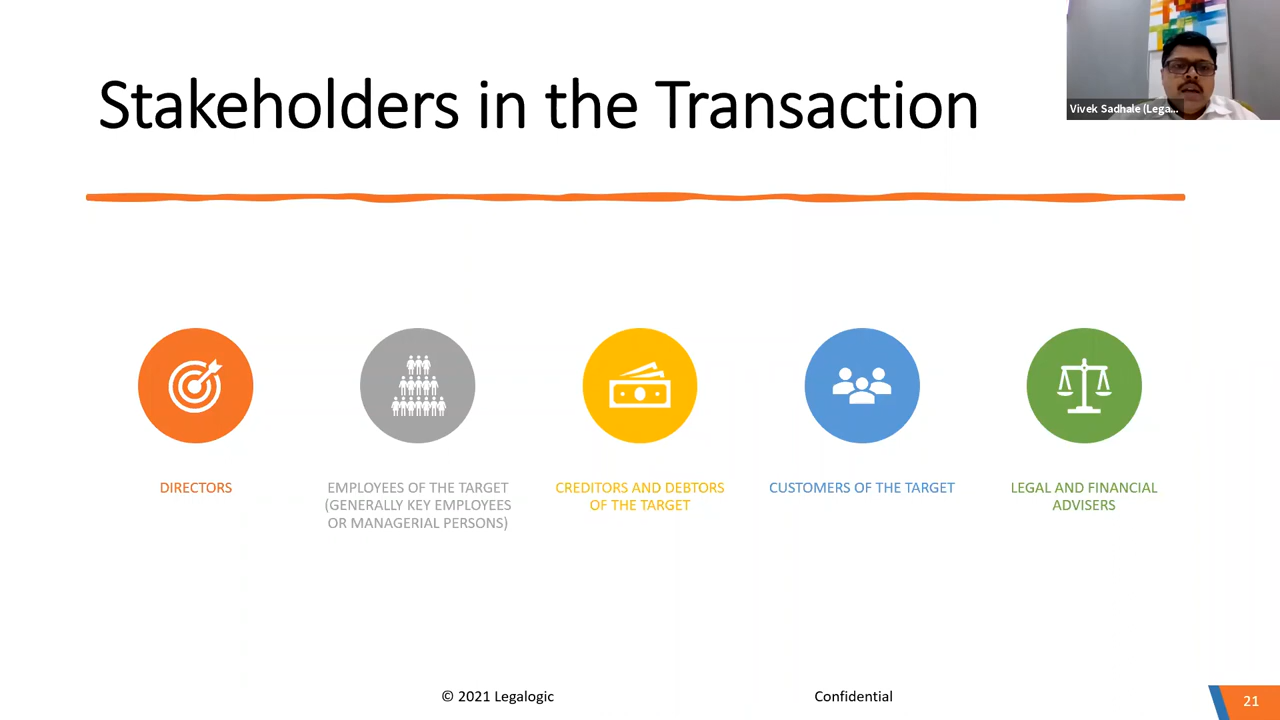 Stakeholders in the Transaction
Vivek Sadhale (Lega...
DIRECTORS
EMPLOYEES OF THE TARGET
(GENERALLY KEY EMPLOYEES
OR MANAGERIAL PERSONS)
CREDITORS AND DEBTORS
OF THE TARGET
CUSTOMERS OF THE TARGET
LEGAL AND FINANCIAL
ADVISERS
© 2021 Legalogic
Confidential
21